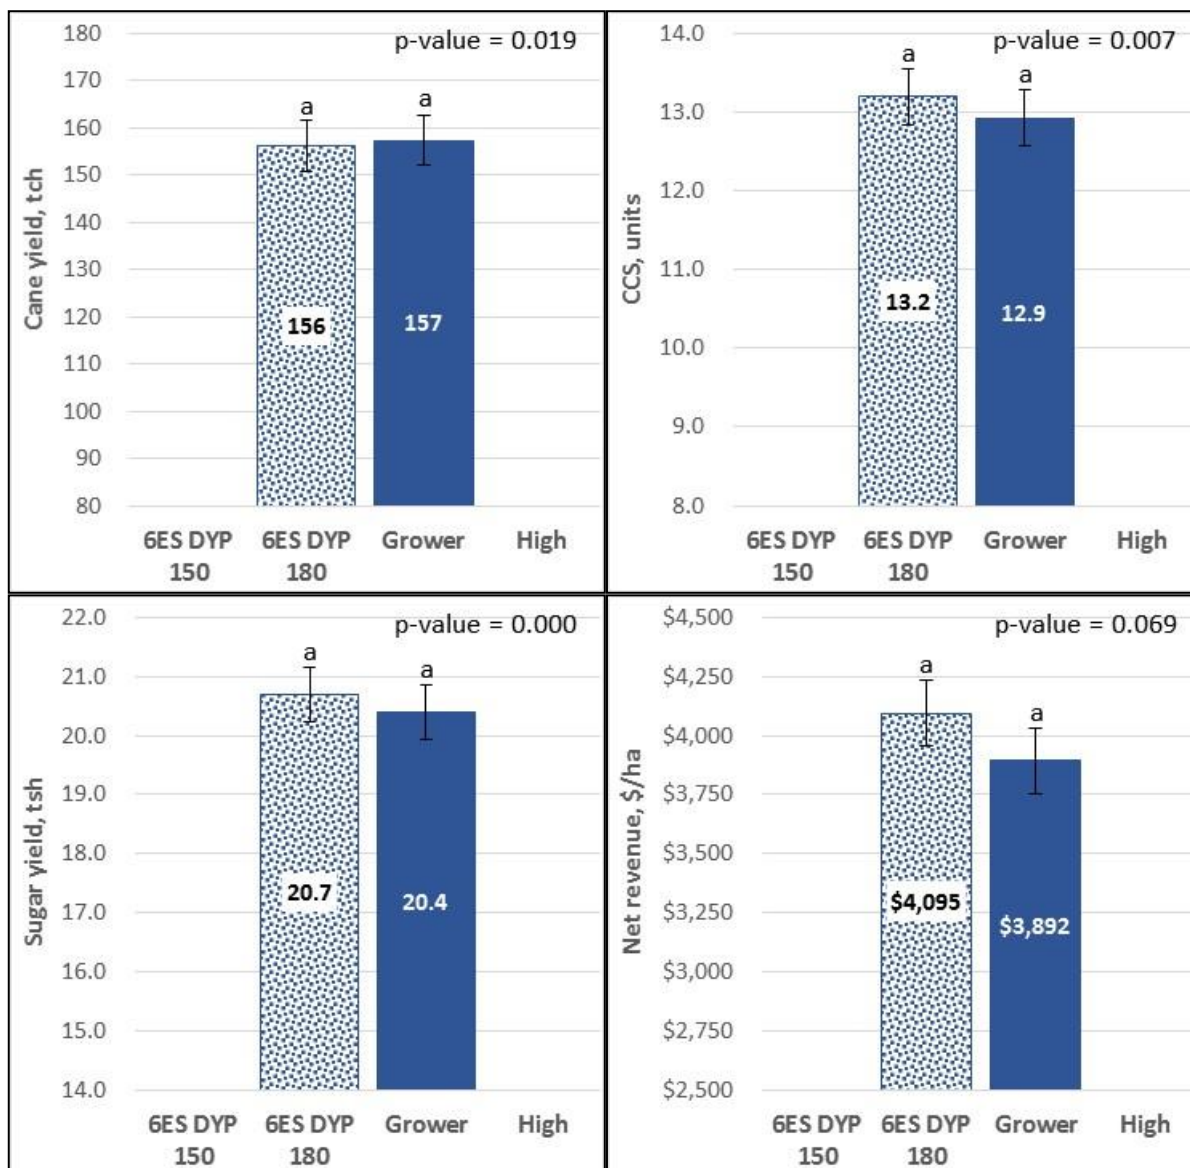 p-value = 0.019
Cane yield, tch
180
170
160
150
140
130
120
110
100
90
80
a
a
156
157
6ES DYP
150
6ES DYP
180
Grower
High
p-value = 0.007
CCS, units
14.0
13.0
12.0
11.0
10.0
9.0
8.0
a
a
13.2
12.9
6ES DYP
150
6ES DYP
180
Grower
High
p-value = 0.000
Sugar yield, tsh
22.0
21.0
20.0
19.0
18.0
17.0
16.0
15.0
14.0
a
a
20.7
20.4
6ES DYP
150
6ES DYP
180
Grower
High
p-value = 0.069
Net revenue, $/ha
$4,500
$4,250
$4,000
$3,750
$3,500
$3,250
$3,000
$2,750
$2,500
a
a
$4,095
$3,892
6ES DYP
150
6ES DYP
180
Grower
High